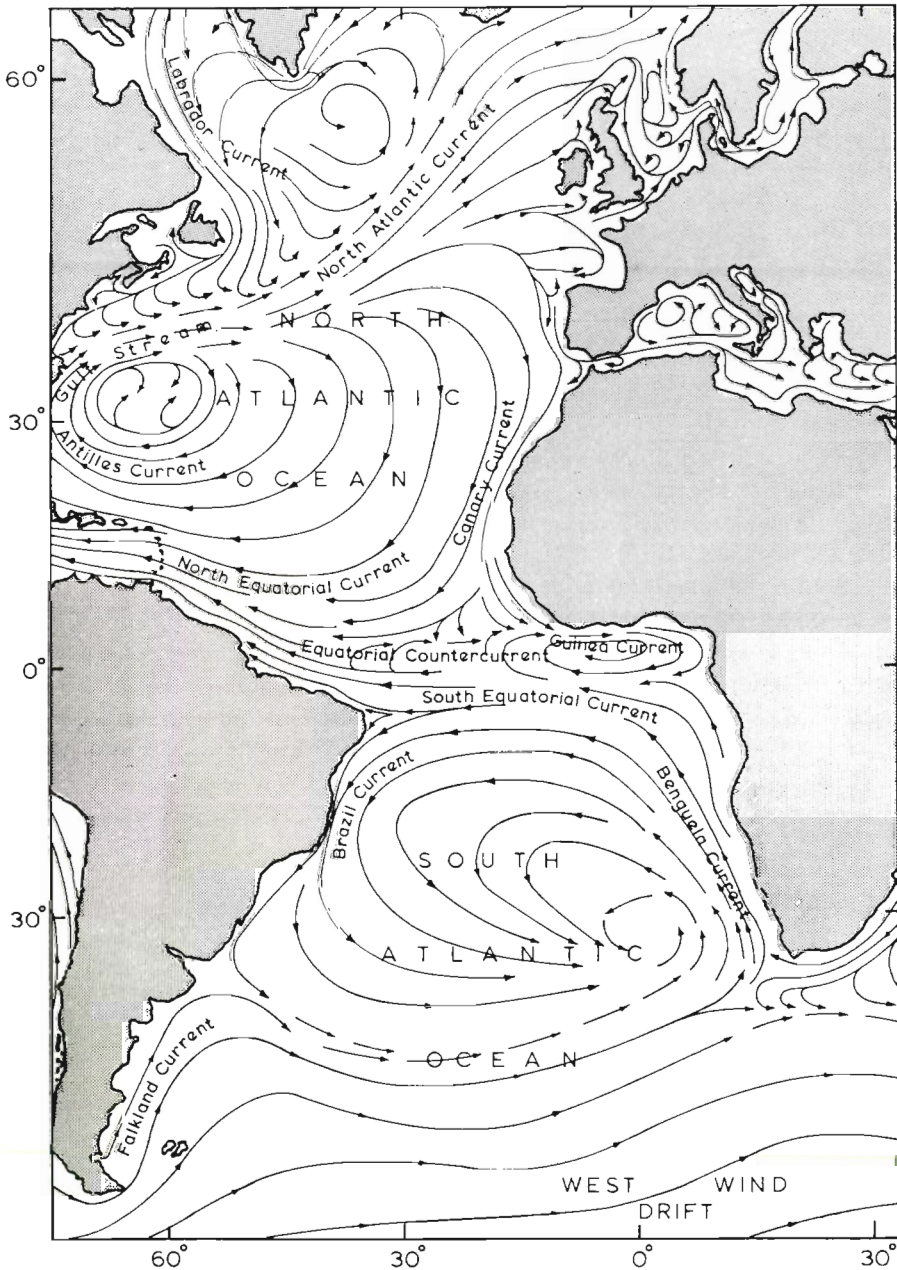 60°
Labrador Current
North Atlantic Current
NORTH
Gulf Stream
ATLANTIC
30°
Antilles Current
OCEAN
Canary Current
North Equatorial Current
Equatorial Countercurrent
Guinea Current
0°
South Equatorial Current
Brazil Current
Benguela Current
SOUTH
30°
ATLANTIC
OCEAN
Falkland Current
WEST WIND
DRIFT
60°
30°
0°
30°